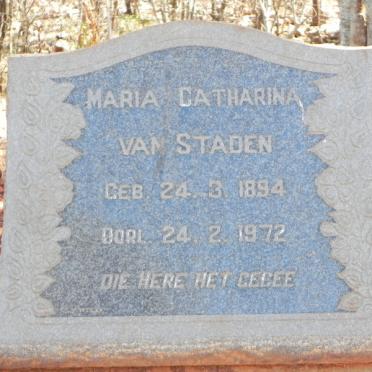 MARIA CATHARINA
VAN STADEN
GEB. 24.3.1894
OORL. 24.2.1972
DIE HERE HET GEGEE